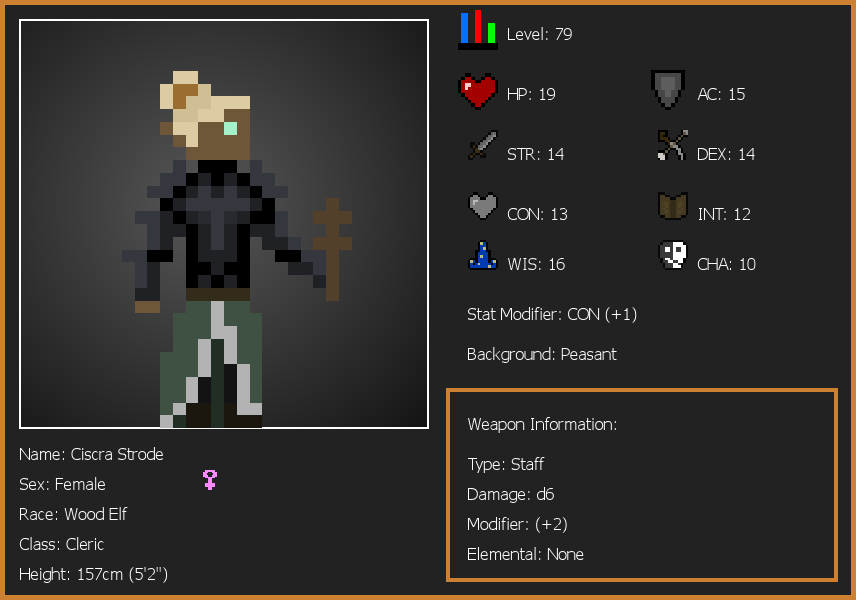 Level: 79
HP: 19
AC: 15
STR: 14
DEX: 14
CON: 13
INT: 12
WIS: 16
CHA: 10
Stat Modifier: CON (+1)
Background: Peasant
Weapon Information:
Type: Staff
Damage: d6
Modifier: (+2)
Elemental: None
Name: Ciscra Strode
Sex: Female
Race: Wood Elf
Class: Cleric
Height: 157cm (5'2")